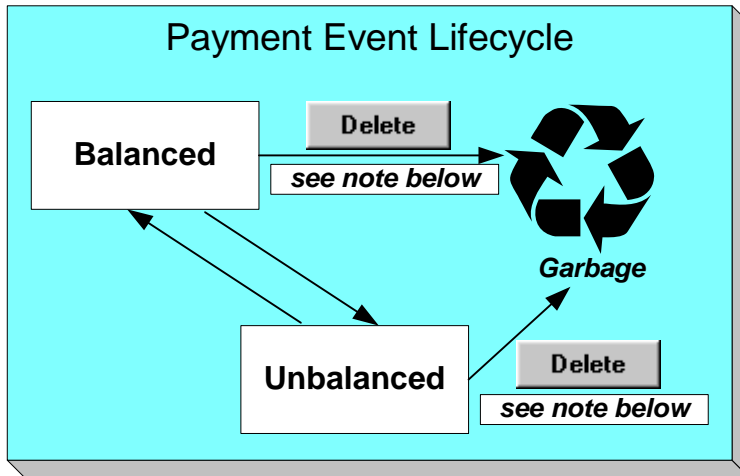 Payment Event Lifecycle
Balanced
Delete
see note below
Garbage
Unbalanced
Delete
see note below